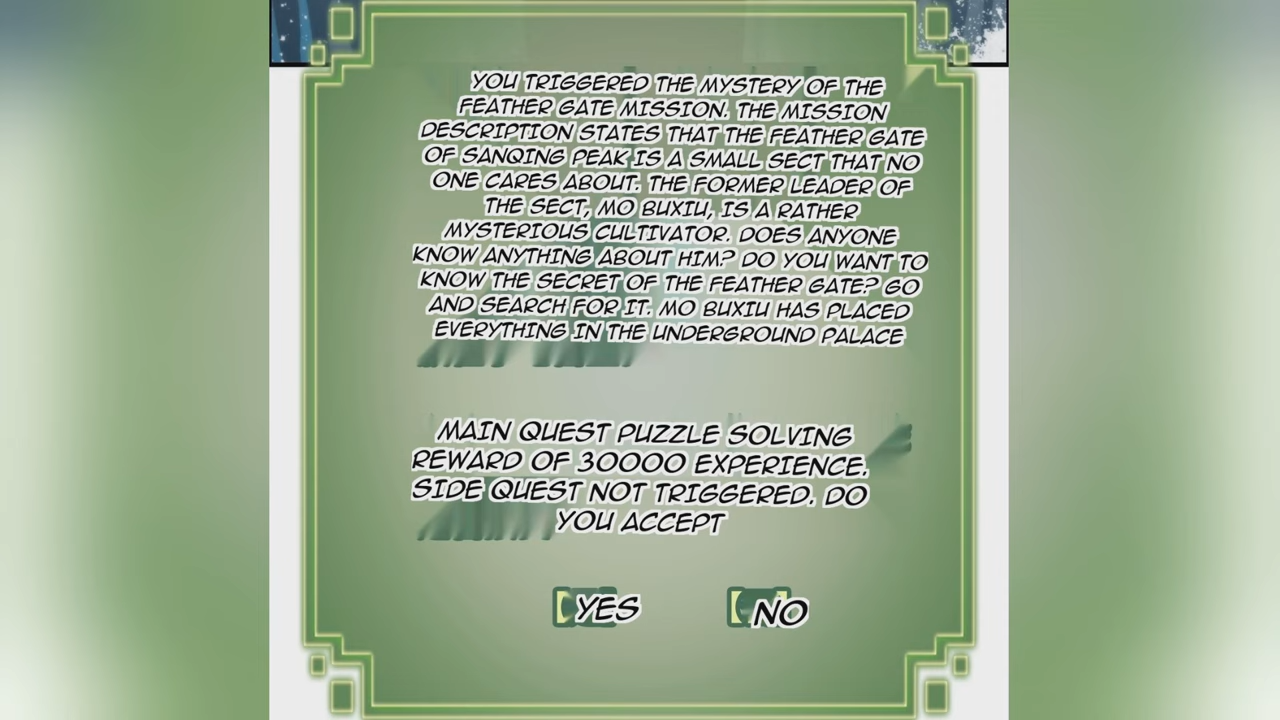 YOU TRIGGERED THE MYSTERY OF THE
FEATHER GATE MISSION. THE MISSION
DESCRIPTION STATES THAT THE FEATHER GATE
OF SANQING PEAK IS A SMALL SECT THAT NO
ONE CARES ABOUT. THE FORMER LEADER OF
THE SECT, MO BUXIU, IS A RATHER
MYSTERIOUS CULTIVATOR. DOES ANYONE
KNOW ANYTHING ABOUT HIM? DO YOU WANT TO
KNOW THE SECRET OF THE FEATHER GATE? GO
AND SEARCH FOR IT. MO BUXIU HAS PLACED
EVERYTHING IN THE UNDERGROUND PALACE
MAIN QUEST PUZZLE SOLVING
REWARD OF 30000 EXPERIENCE.
SIDE QUEST NOT TRIGGERED. DO
YOU ACCEPT
YES NO